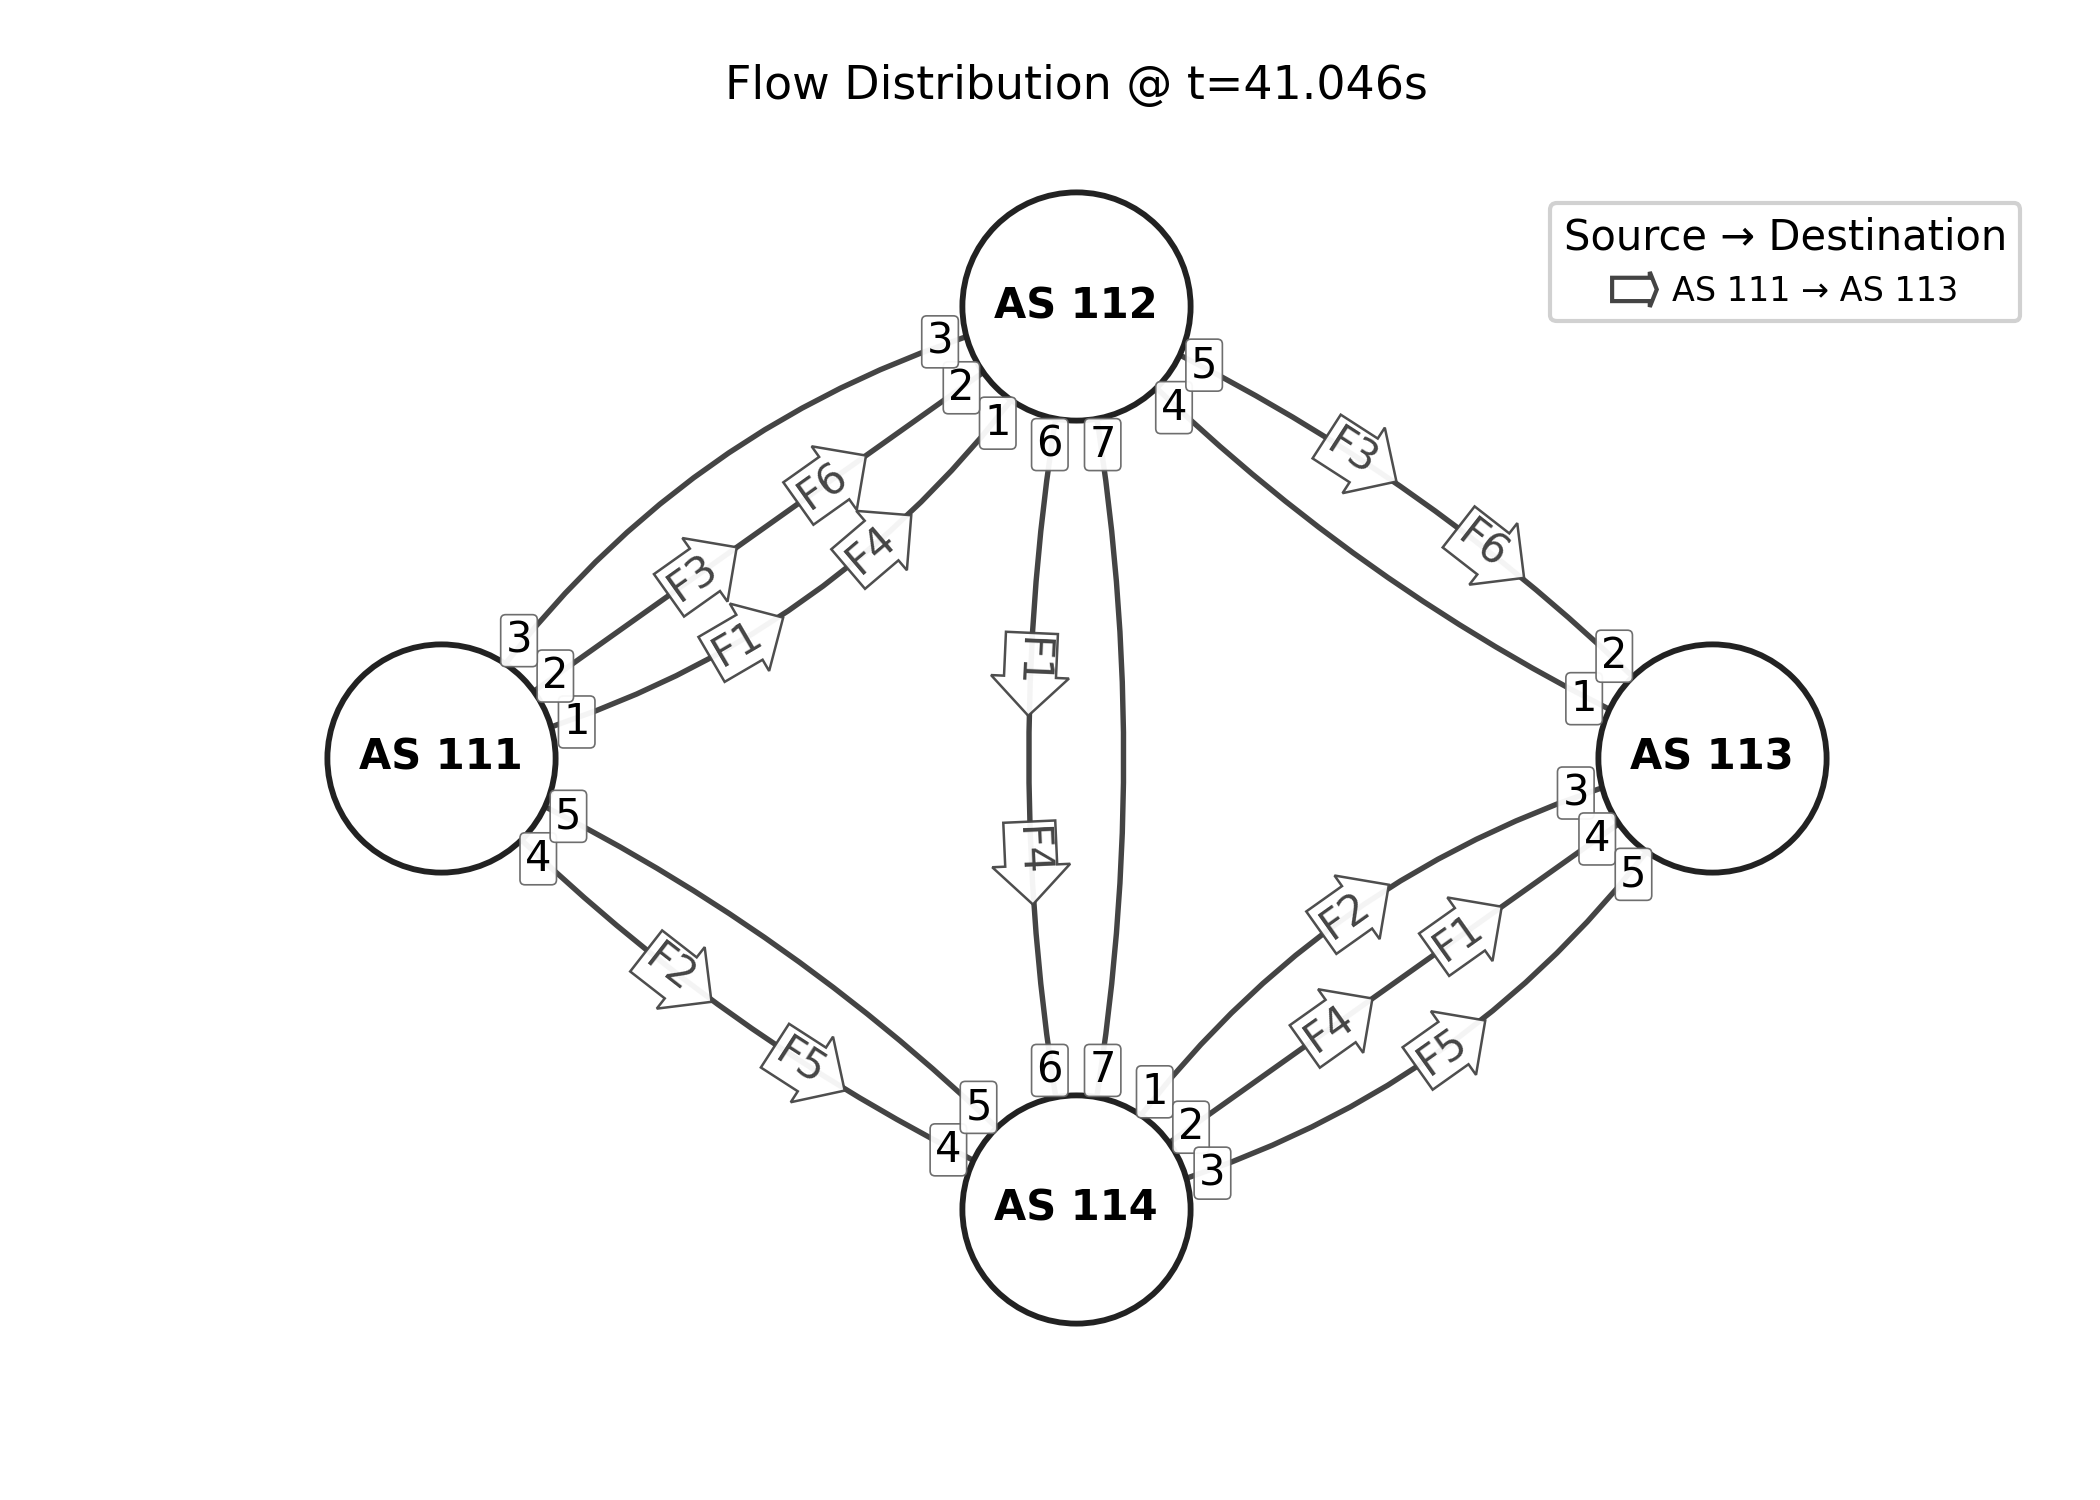 Flow Distribution @ t=41.046s
Source → Destination
AS 111 → AS 113
AS 112
3
2
1
6
7
4
5
F3
F6
F6
F4
F3
F1
3
2
1
AS 111
5
4
F1
F4
2
1
AS 113
3
4
5
F2
F5
F2
F1
F4
F5
5
4
6
7
1
2
3
AS 114